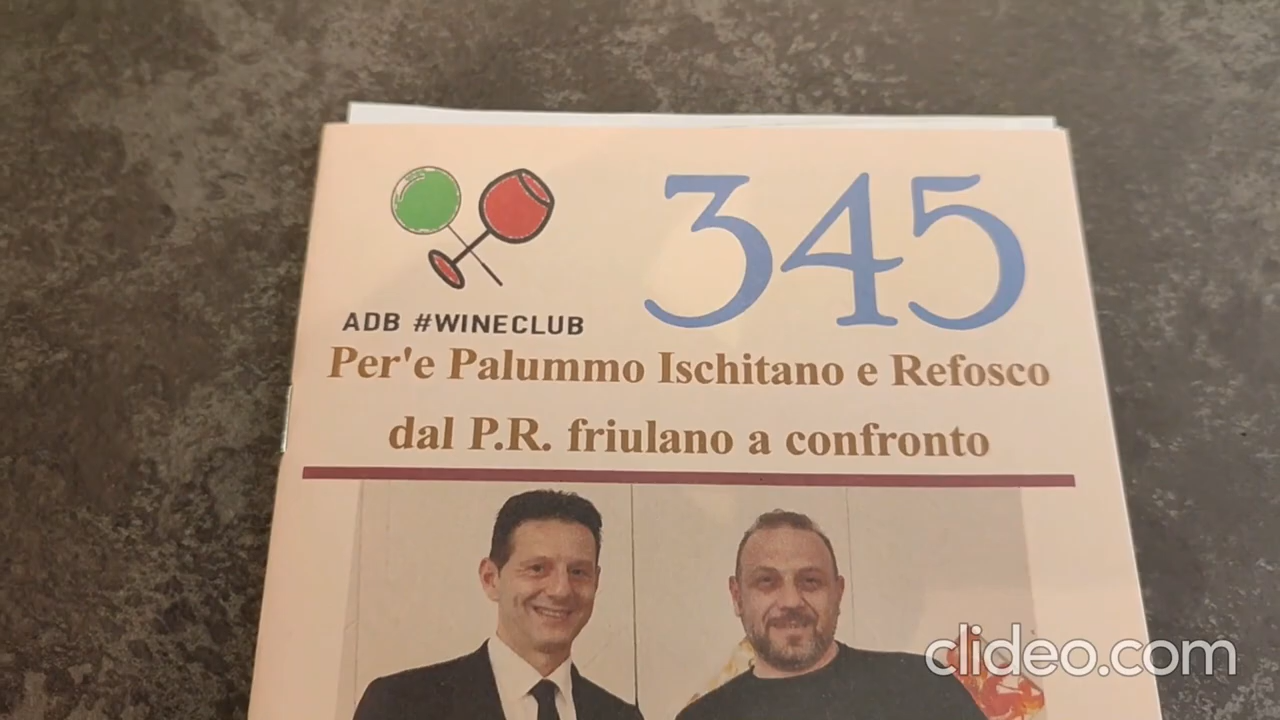 345
ADB #WINECLUB
Per'e Palummo Ischitano e Refosco
dal P.R. friulano a confronto
clideo.com